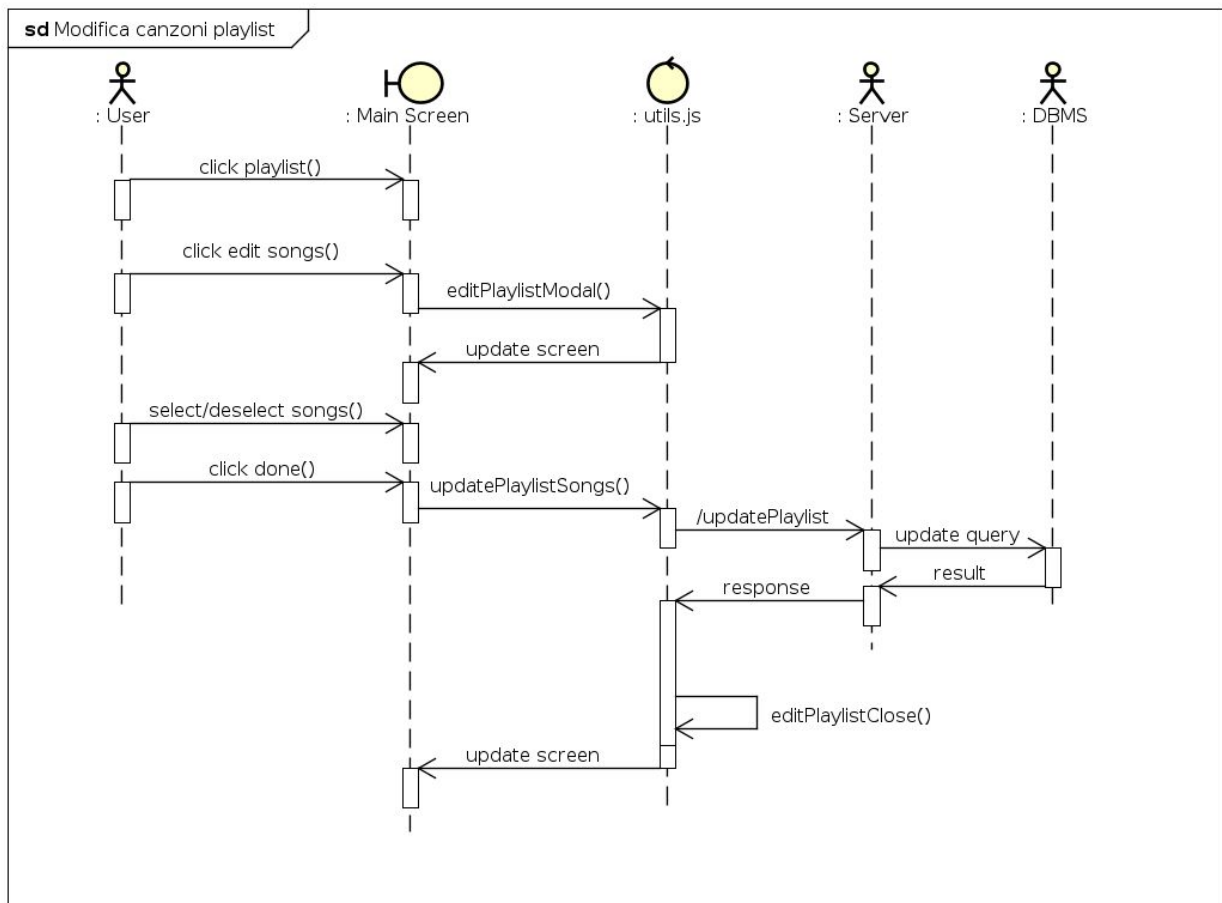 sd Modifica canzoni playlist
: User
: Main Screen
: utils.js
: Server
: DBMS
click playlist()
click edit songs()
editPlaylistModal()
update screen
select/deselect songs()
click done()
updatePlaylistSongs()
/updatePlaylist
update query
result
response
editPlaylistClose()
update screen